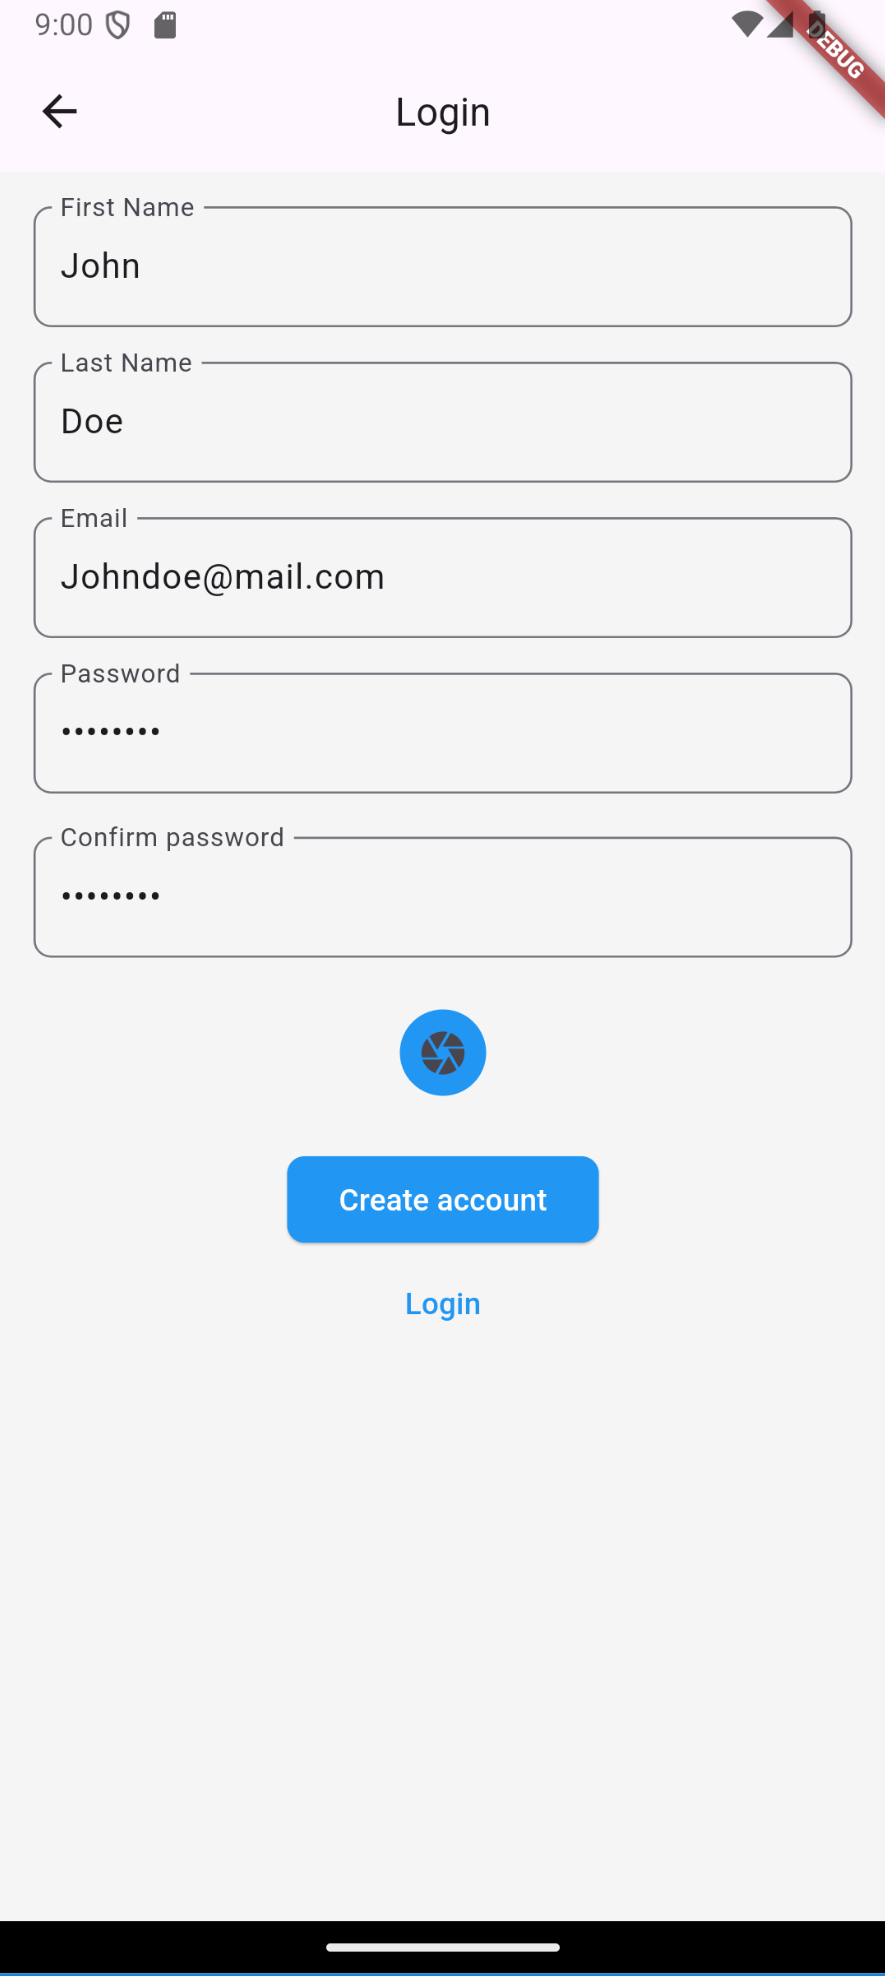 9:00
DEBUG
Login
First Name
John
Last Name
Doe
Email
Johndoe@mail.com
Password
••••••••
Confirm password
••••••••
Create account
Login